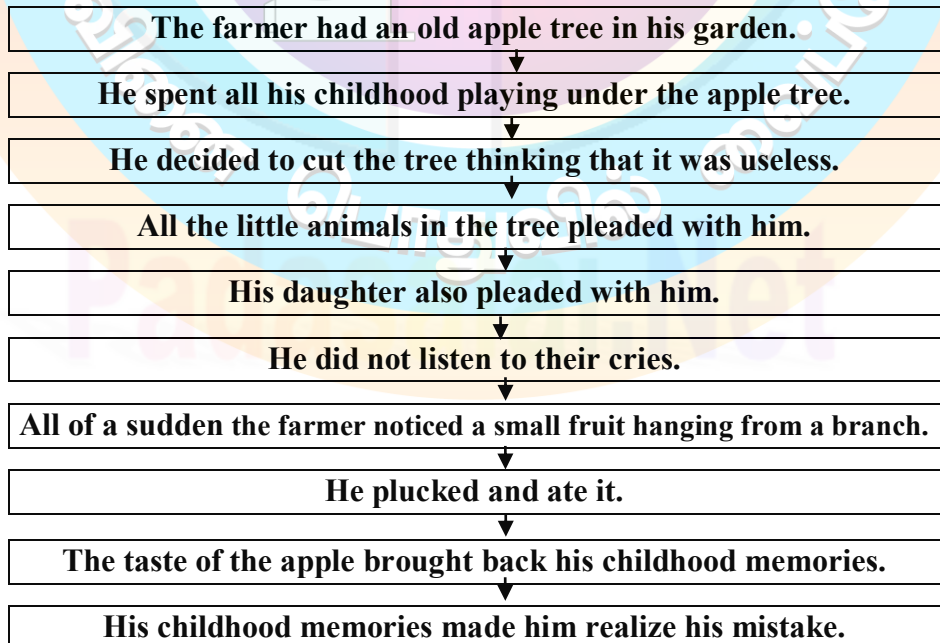 The farmer had an old apple tree in his garden.
He spent all his childhood playing under the apple tree.
He decided to cut the tree thinking that it was useless.
All the little animals in the tree pleaded with him.
His daughter also pleaded with him.
He did not listen to their cries.
All of a sudden the farmer noticed a small fruit hanging from a branch.
He plucked and ate it.
The taste of the apple brought back his childhood memories.
His childhood memories made him realize his mistake.